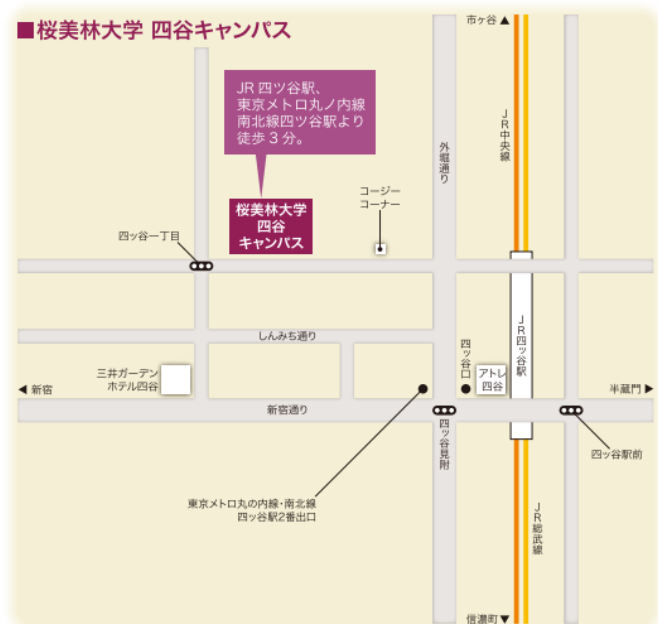 ■桜美林大学 四谷キャンパス
市ヶ谷▲
JR四ツ谷駅、
東京メトロ丸ノ内線
南北線四ツ谷駅より
徒歩3分。
JR中央線
外堀通り
コージー
コーナー
桜美林大学
四谷
キャンパス
四ッ谷一丁目
しんみち通り
JR四ッ谷駅
四ッ谷口
アトレ
四谷
三井ガーデン
ホテル四谷
◀新宿
半蔵門▶
新宿通り
四ッ谷見附
四ッ谷駅前
東京メトロ丸の内線・南北線
四ッ谷駅2番出口
JR総武線
信濃町▼